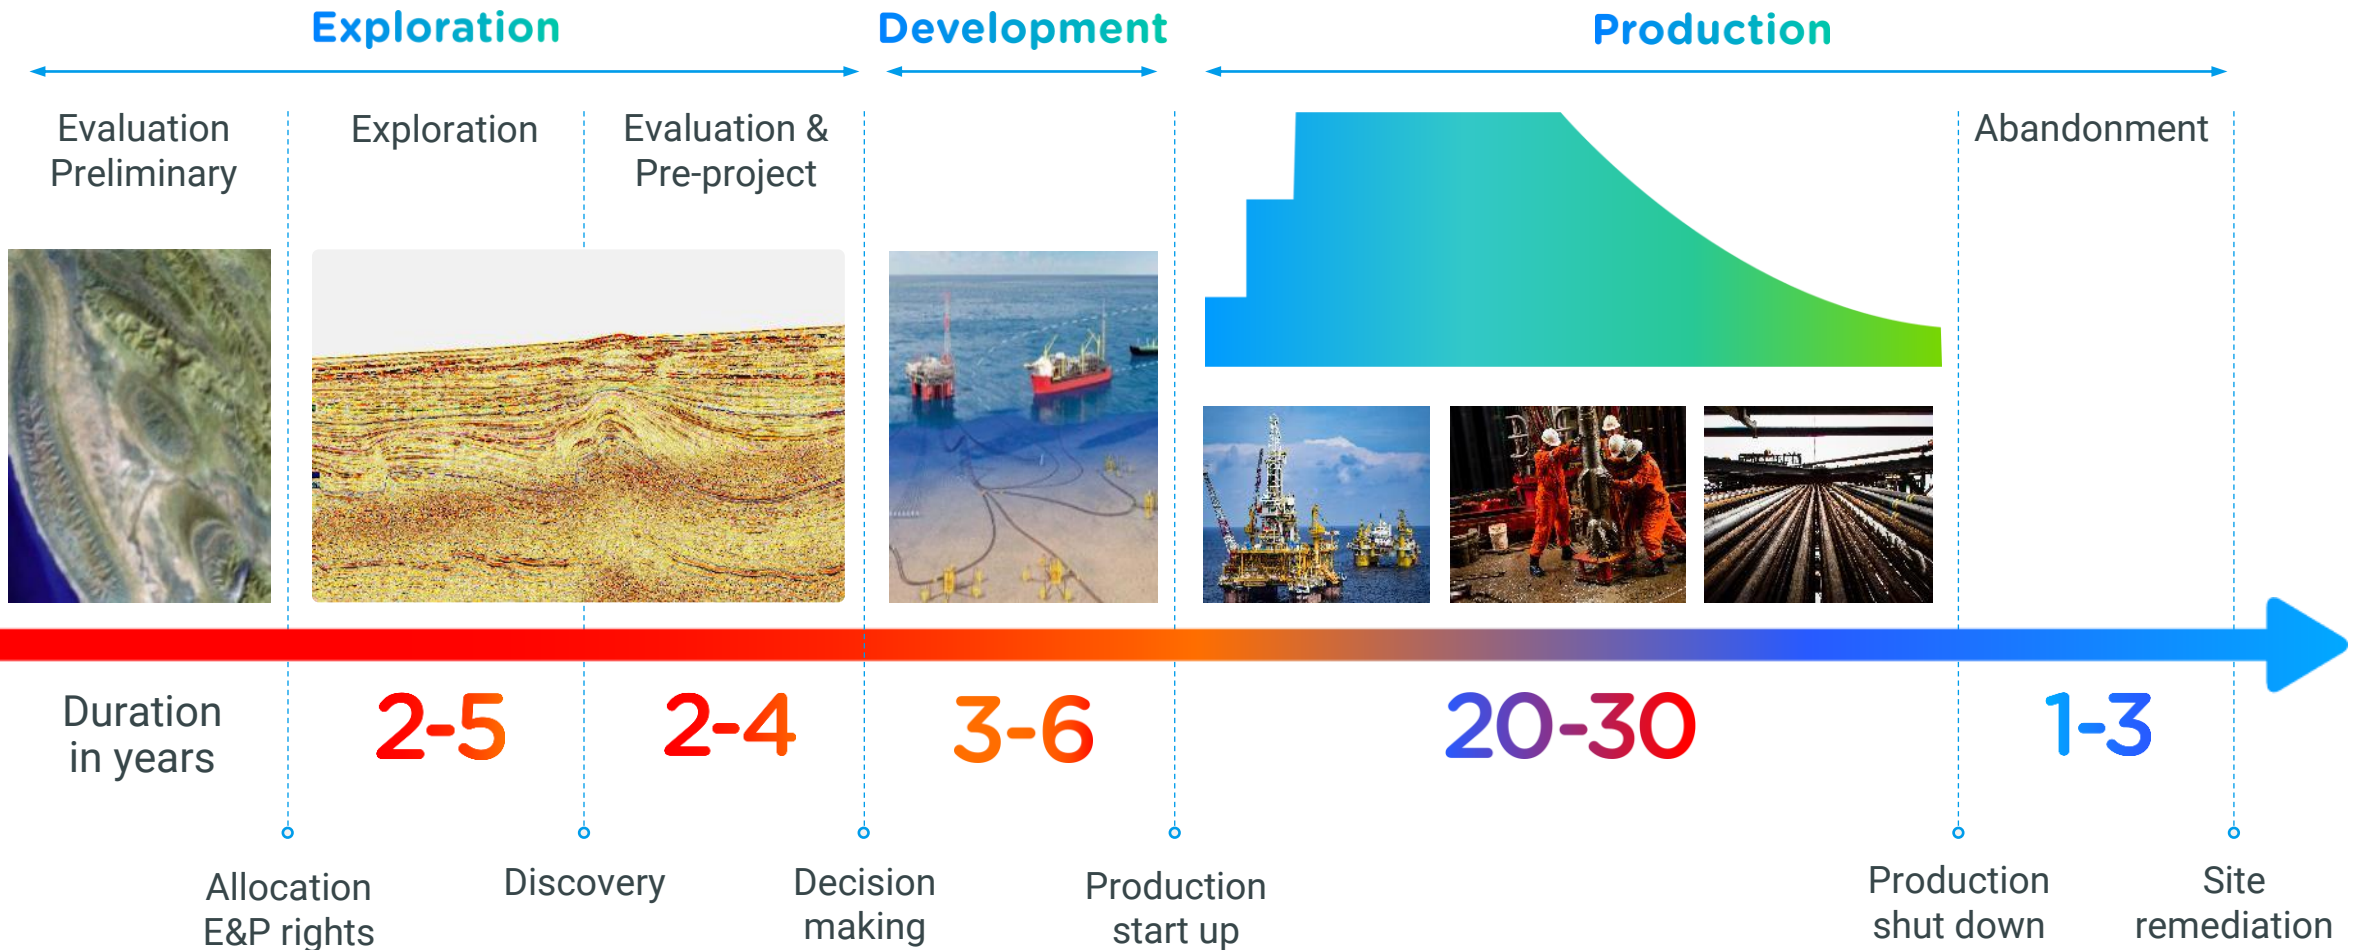 Exploration
Development
Production
Evaluation
Preliminary
Exploration
Evaluation &
Pre-project
Abandonment
Duration
in years
2-5
2-4
3-6
20-30
1-3
Allocation
E&P rights
Discovery
Decision
making
Production
start up
Production
shut down
Site
remediation